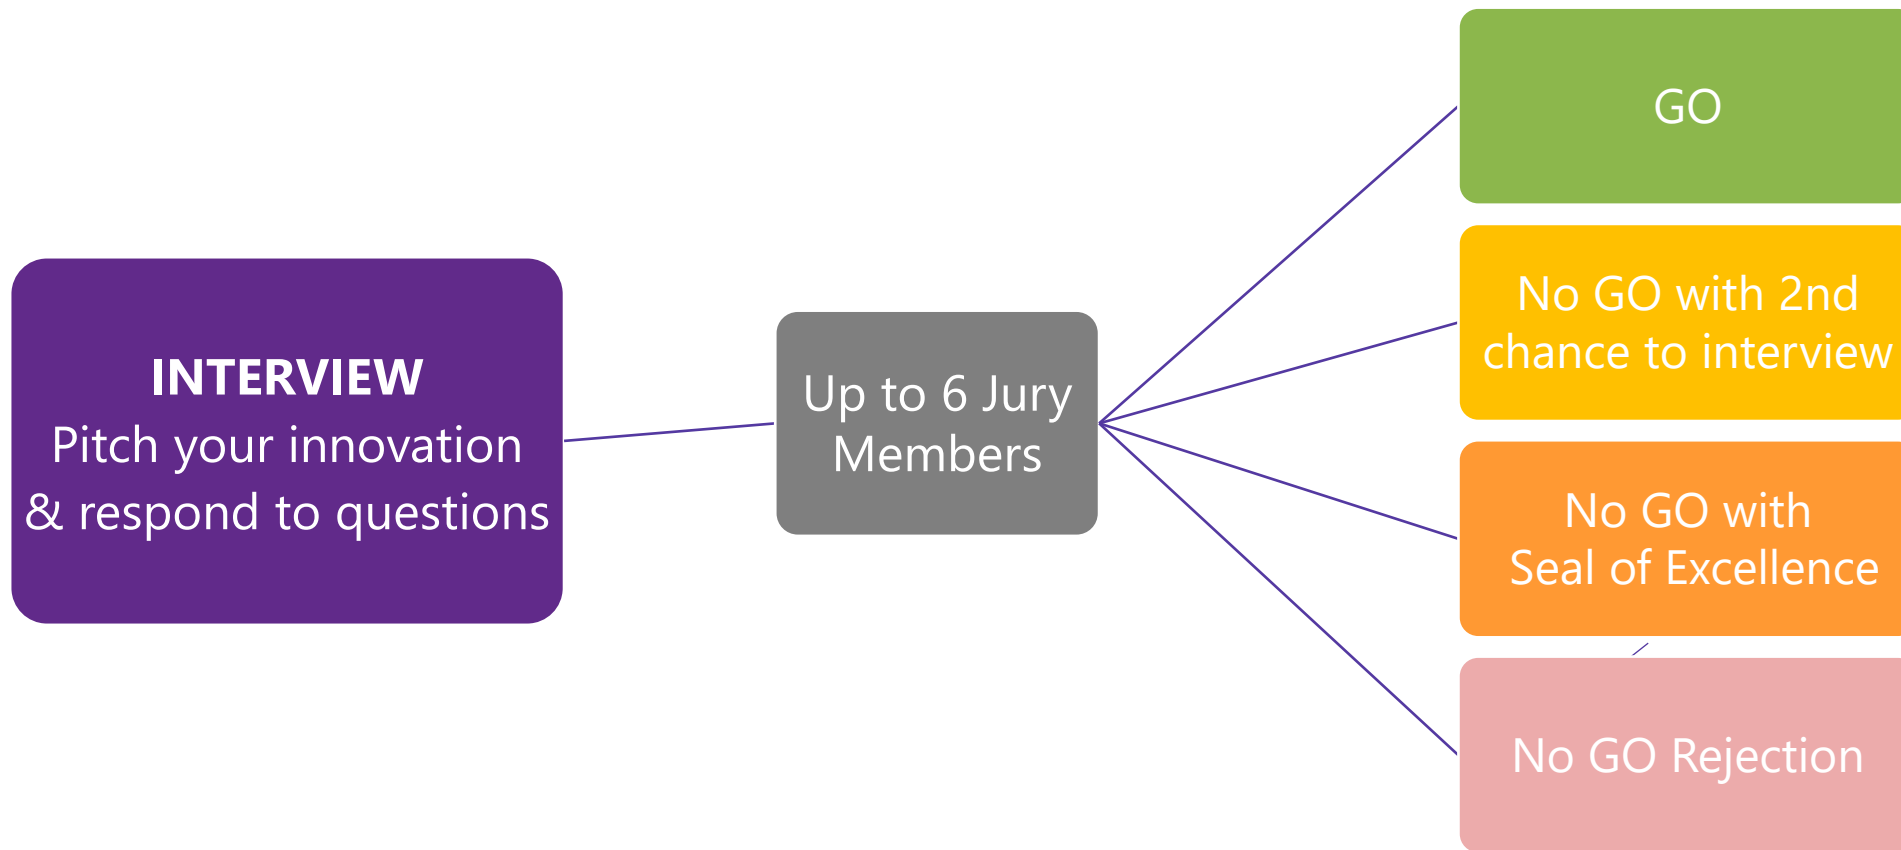 INTERVIEW
Pitch your innovation
& respond to questions
Up to 6 Jury
Members
GO
No GO with 2nd
chance to interview
No GO with
Seal of Excellence
No GO Rejection